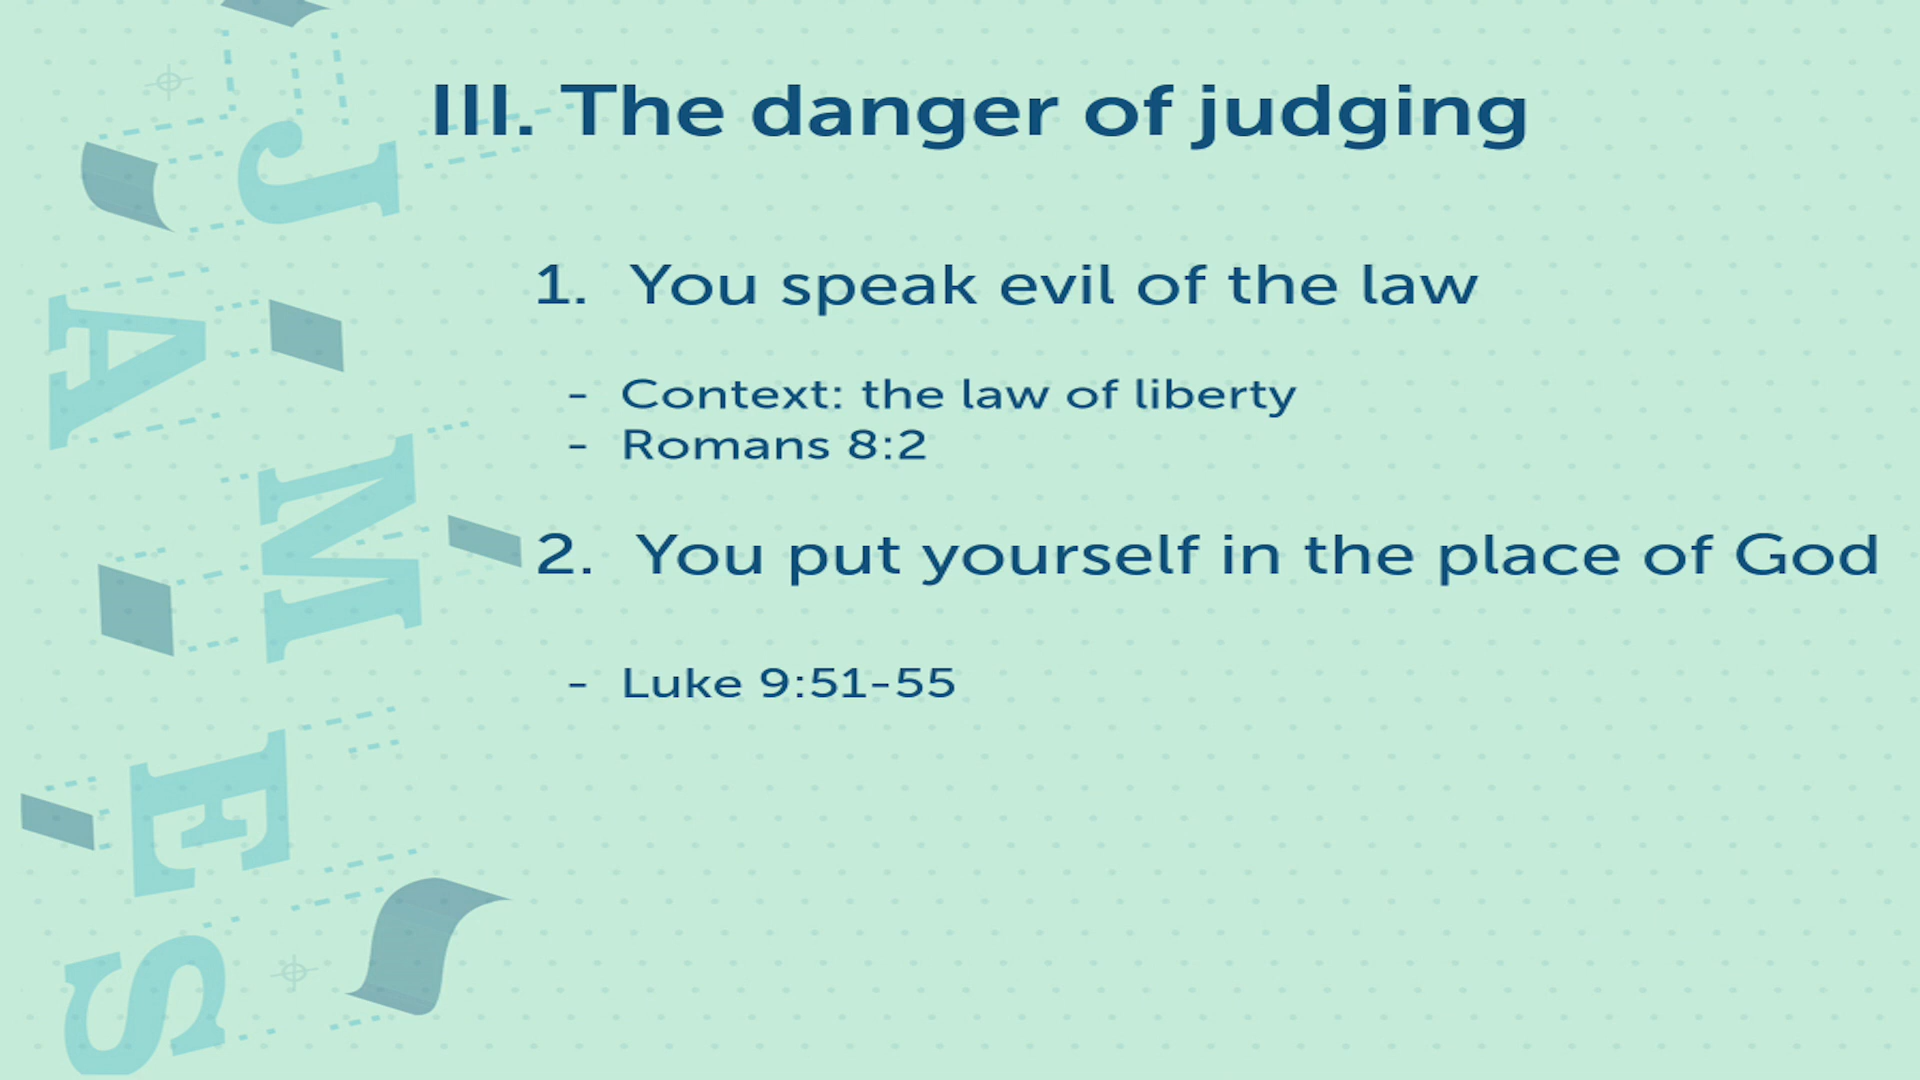 III. The danger of judging
1. You speak evil of the law
- Context: the law of liberty
- Romans 8:2
2. You put yourself in the place of God
- Luke 9:51-55
J
A
M
E
S